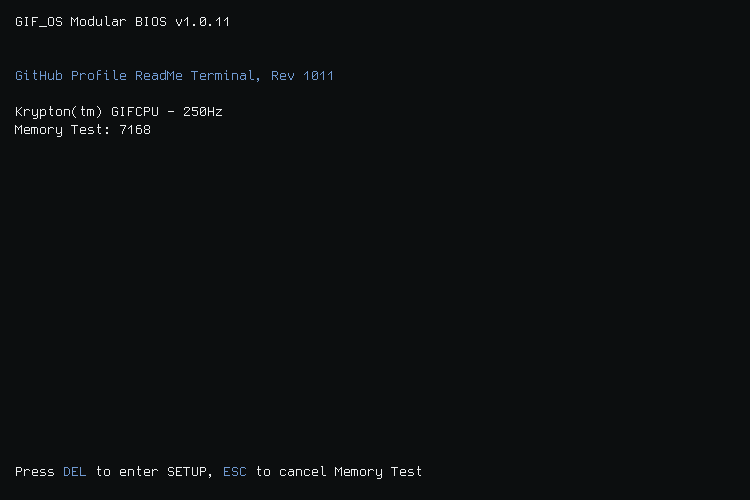 GIF_OS Modular BIOS v1.0.11
GitHub Profile ReadMe Terminal, Rev 1011
Krypton(tm) GIFCPU - 250Hz
Memory Test: 7168
Press DEL to enter SETUP, ESC to cancel Memory Test